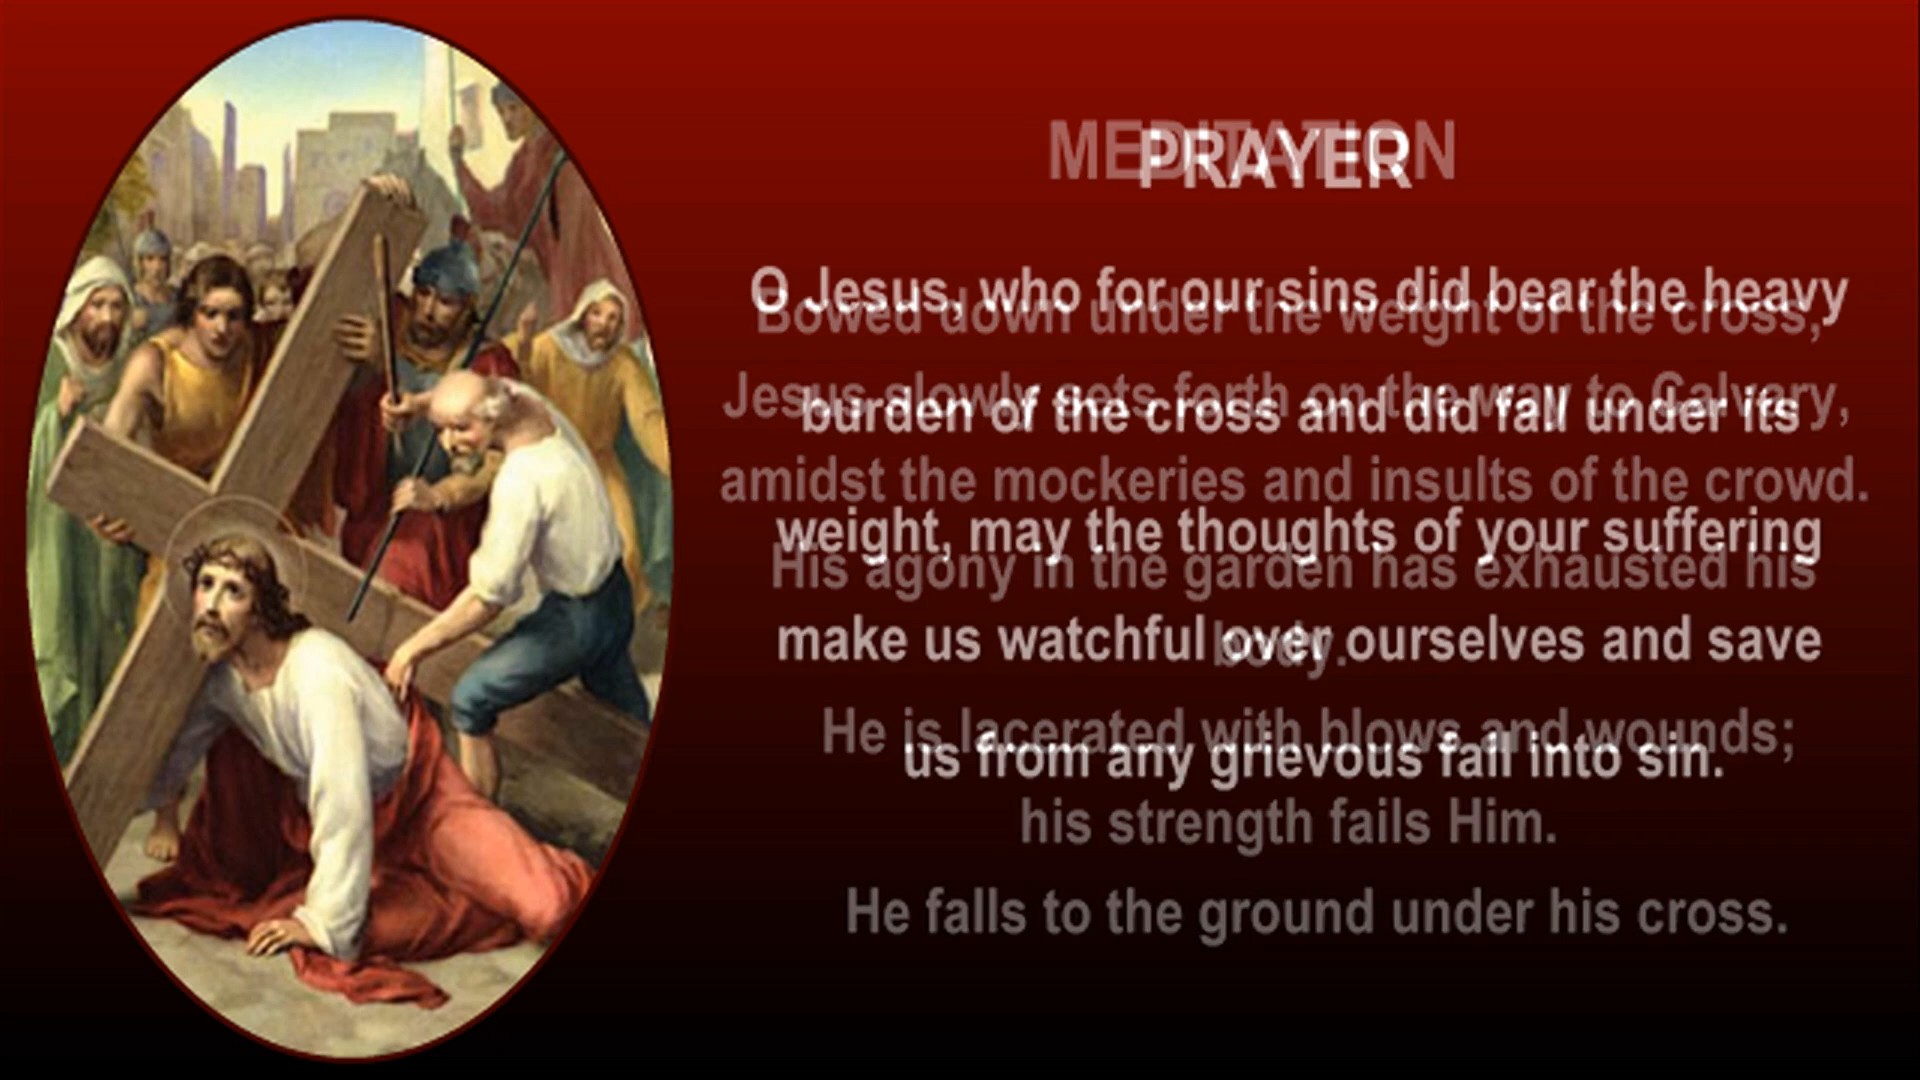 MEDITATION
Bowed down under the weight of the cross,
Jesus slowly sets forth on the way to Calvary,
amidst the mockeries and insults of the crowd.
His agony in the garden has exhausted his
body.
He is lacerated with blows and wounds;
his strength fails Him.
He falls to the ground under his cross.
PRAYER
O Jesus, who for our sins did bear the heavy
burden of the cross and did fall under its
weight, may the thoughts of your suffering
make us watchful over ourselves and save
us from any grievous fall into sin.